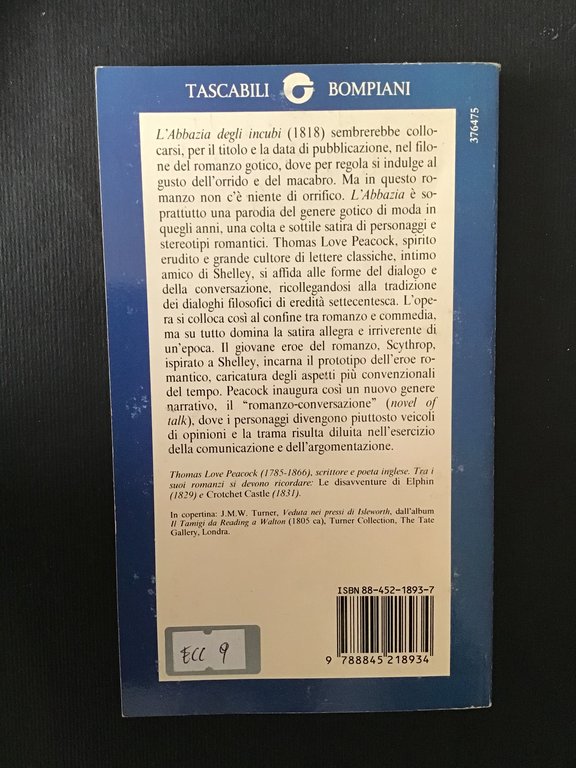 TASCABILI BOMPIANI
376475
L'Abbazia degli incubi (1818) sembrerebbe collo-
carsi, per il titolo e la data di pubblicazione, nel filo-
ne del romanzo gotico, dove per regola si indulge al
gusto dell'orrido e del macabro. Ma in questo ro-
manzo non c'è niente di orrifico. L'Abbazia è so-
prattutto una parodia del genere gotico di moda in
quegli anni, una colta e sottile satira di personaggi e
stereotipi romantici. Thomas Love Peacock, spirito
erudito e grande cultore di lettere classiche, intimo
amico di Shelley, si affida alle forme del dialogo e
della conversazione, ricollegandosi alla tradizione
dei dialoghi filosofici di eredità settecentesca. L'ope-
ra si colloca così al confine tra romanzo e commedia,
ma su tutto domina la satira allegra e irriverente di
un'epoca. Il giovane eroe del romanzo, Scythrop,
ispirato a Shelley, incarna il prototipo dell'eroe ro-
mantico, caricatura degli aspetti più convenzionali
del tempo. Peacock inaugura così un nuovo genere
narrativo, il "romanzo-conversazione" (novel of
talk), dove i personaggi divengono piuttosto veicoli
di opinioni e la trama risulta diluita nell'esercizio
della comunicazione e dell'argomentazione.
Thomas Love Peacock (1785-1866), scrittore e poeta inglese. Tra i
suoi romanzi si devono ricordare: Le disavventure di Elphin
(1829) e Crotchet Castle (1831).
In copertina: J.M.W. Turner, Veduta nei pressi di Isleworth, dall'album
Il Tamigi da Reading a Walton (1805 ca), Turner Collection, The Tate
Gallery, Londra.
ISBN 88-452-1893-7
9 788845 218934
ECC 9